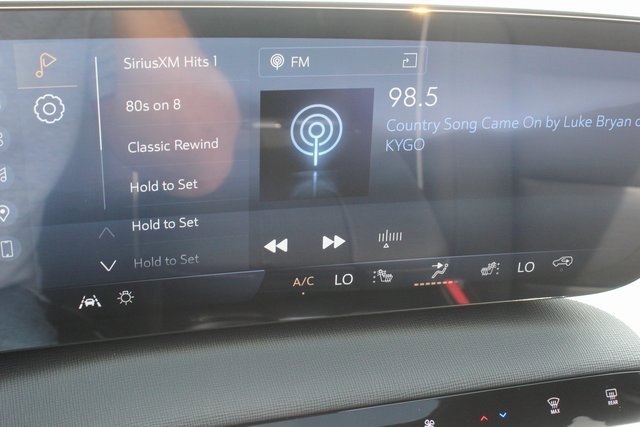 SiriusXM Hits 1
80s on 8
Classic Rewind
Hold to Set
Hold to Set
Hold to Set
FM
98.5
Country Song Came On by Luke Bryan
KYGO
A/C LO LO
MAX
REAR